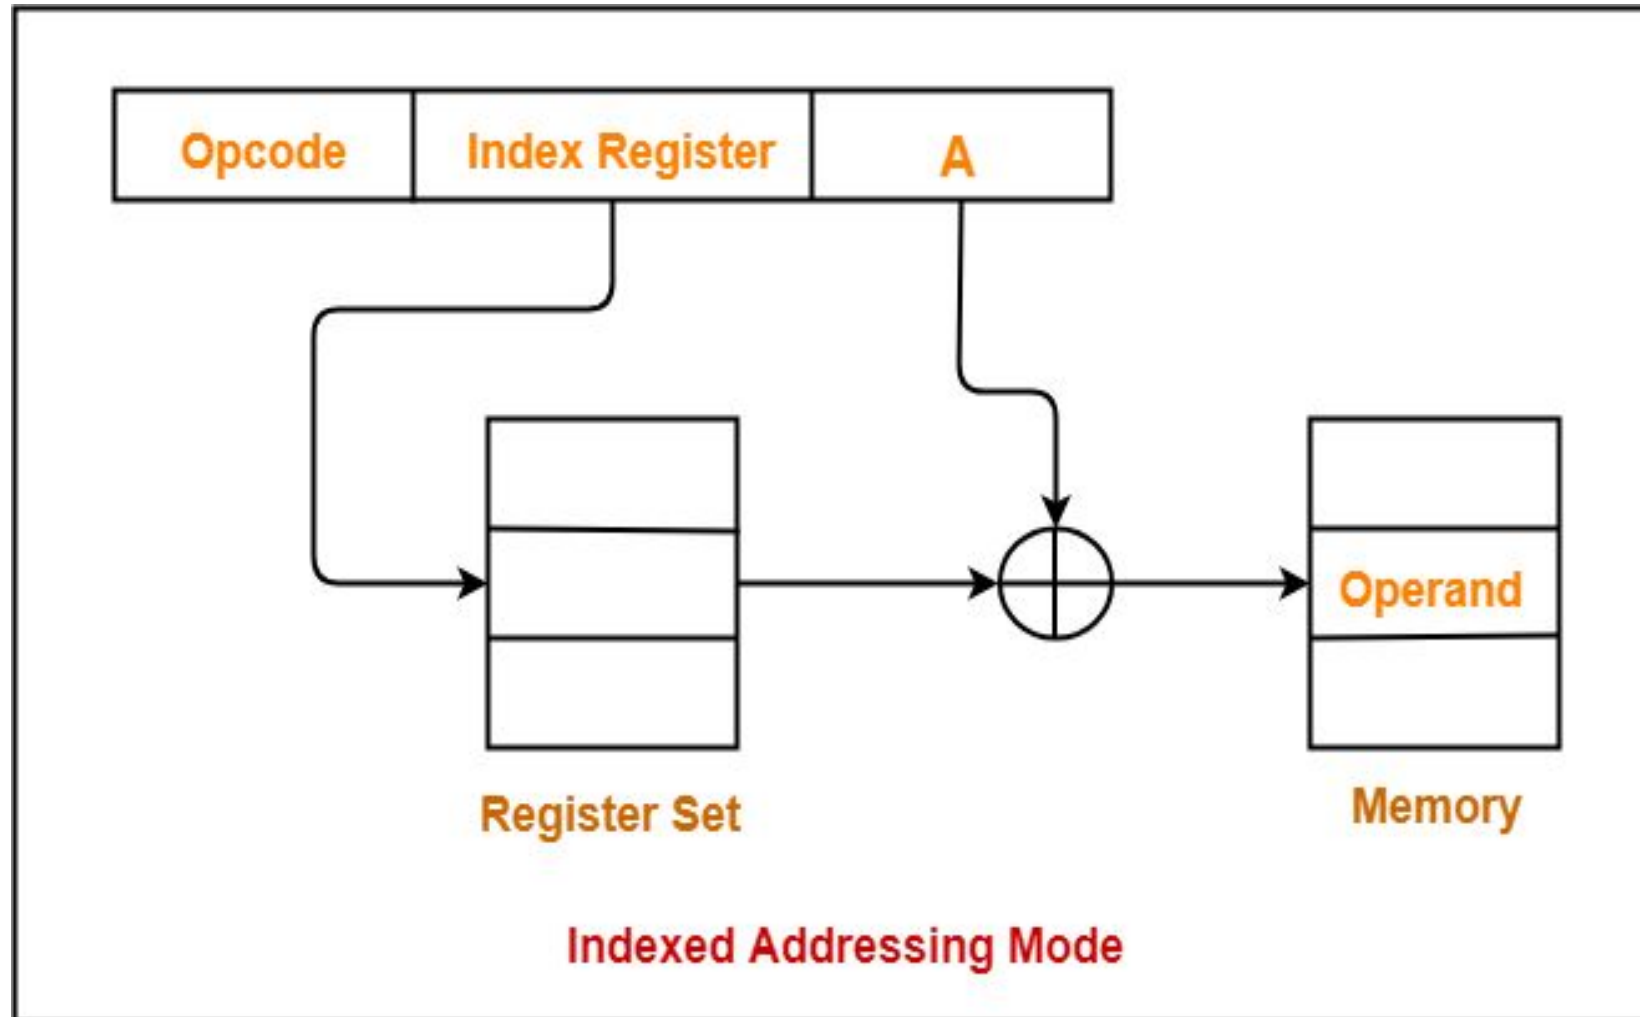 Opcode
Index Register
A
Operand
Register Set
Memory
Indexed Addressing Mode